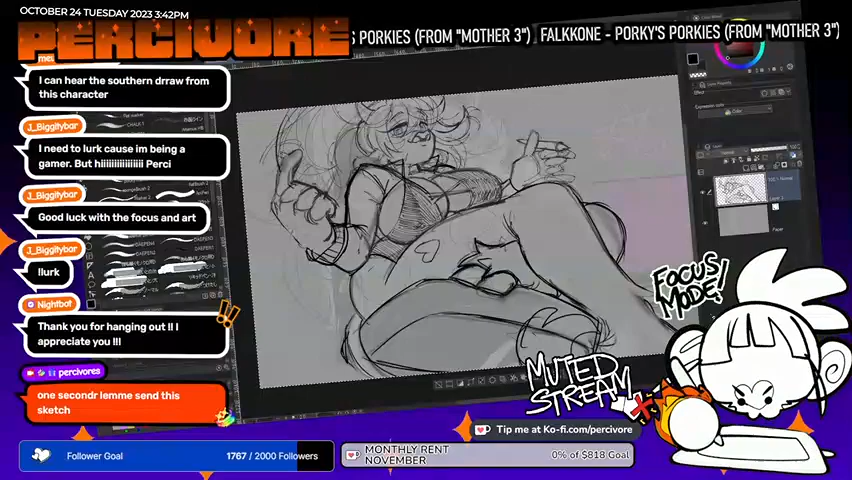 OCTOBER 24 TUESDAY 2023 3:42PM
PERCIVORE
S PORKIES (FROM "MOTHER 3")
FALKKONE - PORKY'S PORKIES (FROM "MOTHER 3")
me.
I can hear the southern drraw from
this character
J_Biggitybar
I need to lurk cause im being a
gamer. But hiiiiiiiiiiiiiii Perci
J_Biggitybar
Good luck with the focus and art
J_Biggitybar
!lurk
Nightbot
Thank you for hanging out !! I
appreciate you !!!
percivores
one secondr lemme send this
sketch
FOCUS
MODE!
MUTED
STREAM
Tip me at Ko-fi.com/percivore
Follower Goal
1767 / 2000 Followers
MONTHLY RENT
NOVEMBER
0% of $818 Goal